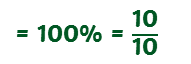 = 100% = 10/10